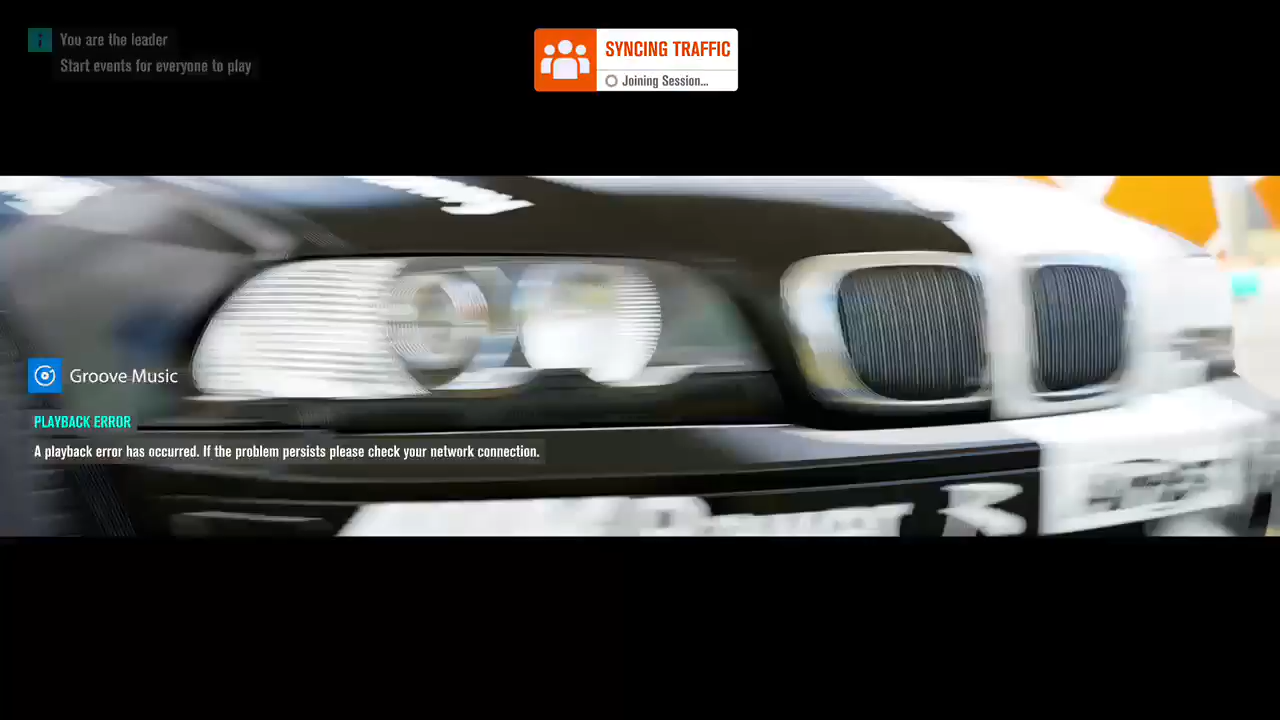 You are the leader
Start events for everyone to play
SYNCING TRAFFIC
Joining Session...
Groove Music
PLAYBACK ERROR
A playback error has occurred. If the problem persists please check your network connection.
R